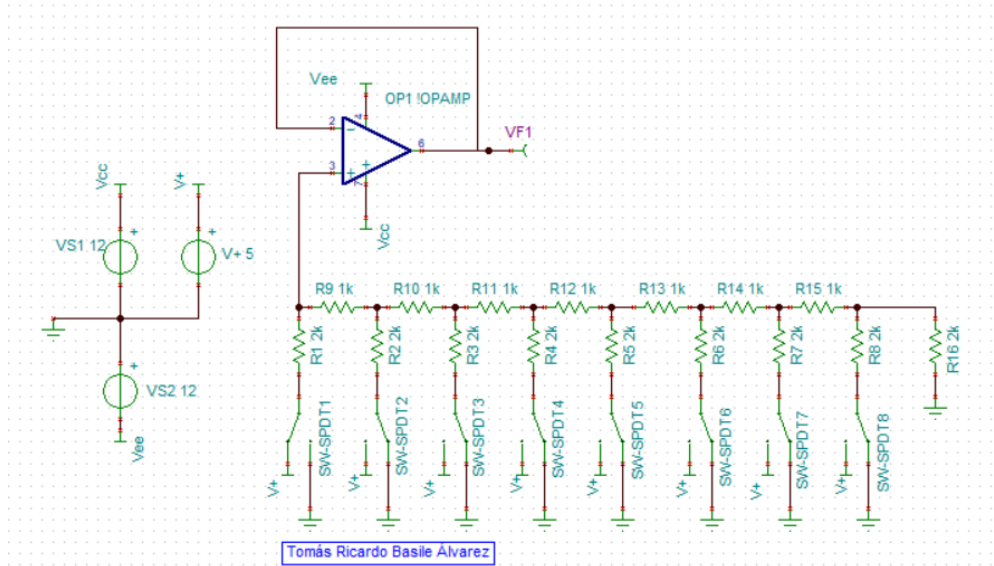 Vee
OP1 !OPAMP
4
2
6
VF1
3
7
Vcc
Vcc
V+
VS1 12
V+ 5
VS2 12
Vee
R9 1k
R10 1k
R11 1k
R12 1k
R13 1k
R14 1k
R15 1k
R1 2k
R2 2k
R3 2k
R4 2k
R5 2k
R6 2k
R7 2k
R8 2k
R16 2k
SW-SPDT1
SW-SPDT2
SW-SPDT3
SW-SPDT4
SW-SPDT5
SW-SPDT6
SW-SPDT7
SW-SPDT8
V+
V+
V+
V+
V+
V+
V+
V+
Tomás Ricardo Basile Álvarez